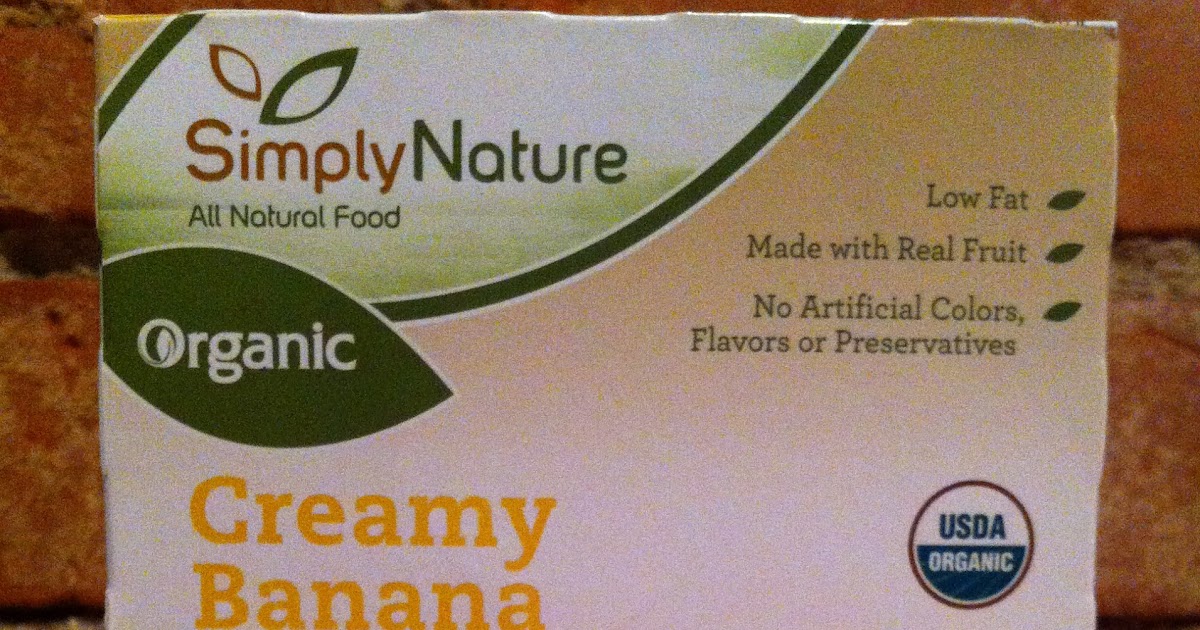 SimplyNature
All Natural Food
Organic
Low Fat
Made with Real Fruit
No Artificial Colors,
Flavors or Preservatives
Creamy
Banana
USDA
ORGANIC